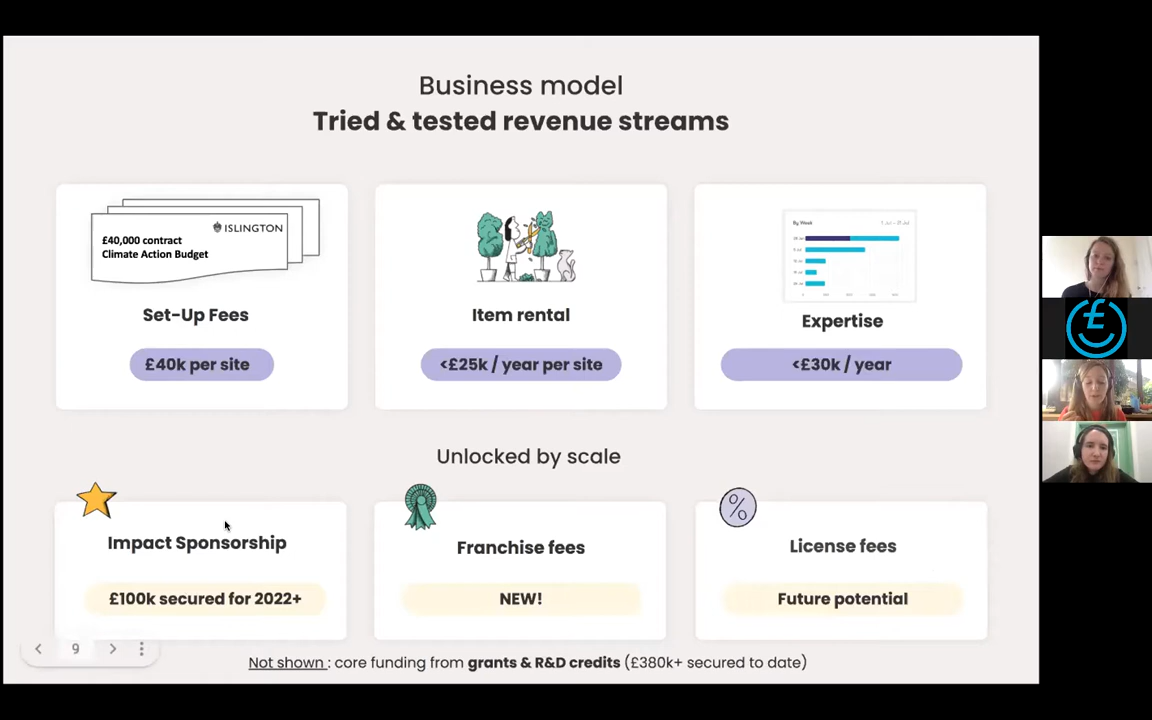 Business model
Tried & tested revenue streams
ISLINGTON
£40,000 contract
Climate Action Budget
By Week
Set-Up Fees
Item rental
Expertise
£40k per site
<£25k / year per site
<£30k / year
Unlocked by scale
%
Impact Sponsorship
Franchise fees
License fees
£100k secured for 2022+
NEW!
Future potential
9
Not shown : core funding from grants & R&D credits (£380k+ secured to date)
£